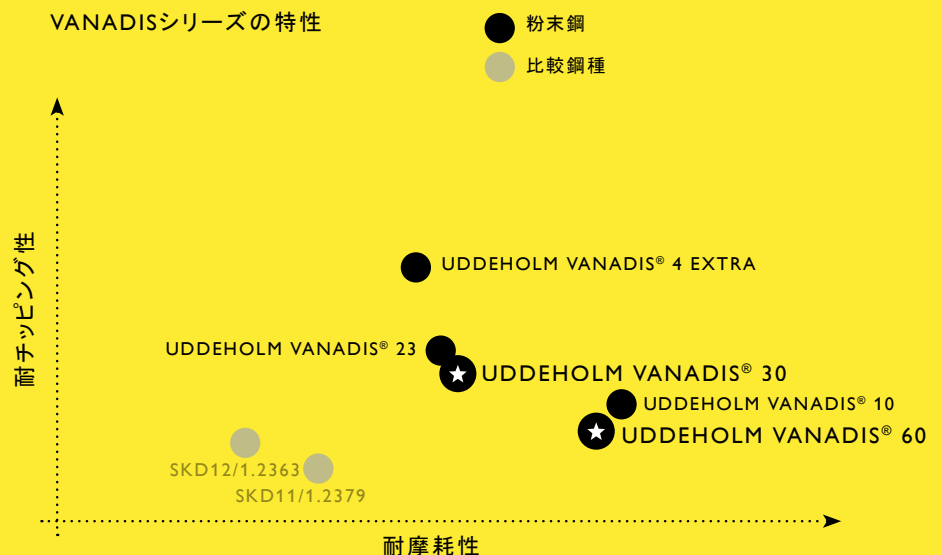 VANADISシリーズの特性
粉末鋼
比較鋼種
耐チッピング性
UDDEHOLM VANADIS® 4 EXTRA
UDDEHOLM VANADIS® 23
UDDEHOLM VANADIS® 30
UDDEHOLM VANADIS® 10
UDDEHOLM VANADIS® 60
SKD12/1.2363
SKD11/1.2379
耐摩耗性